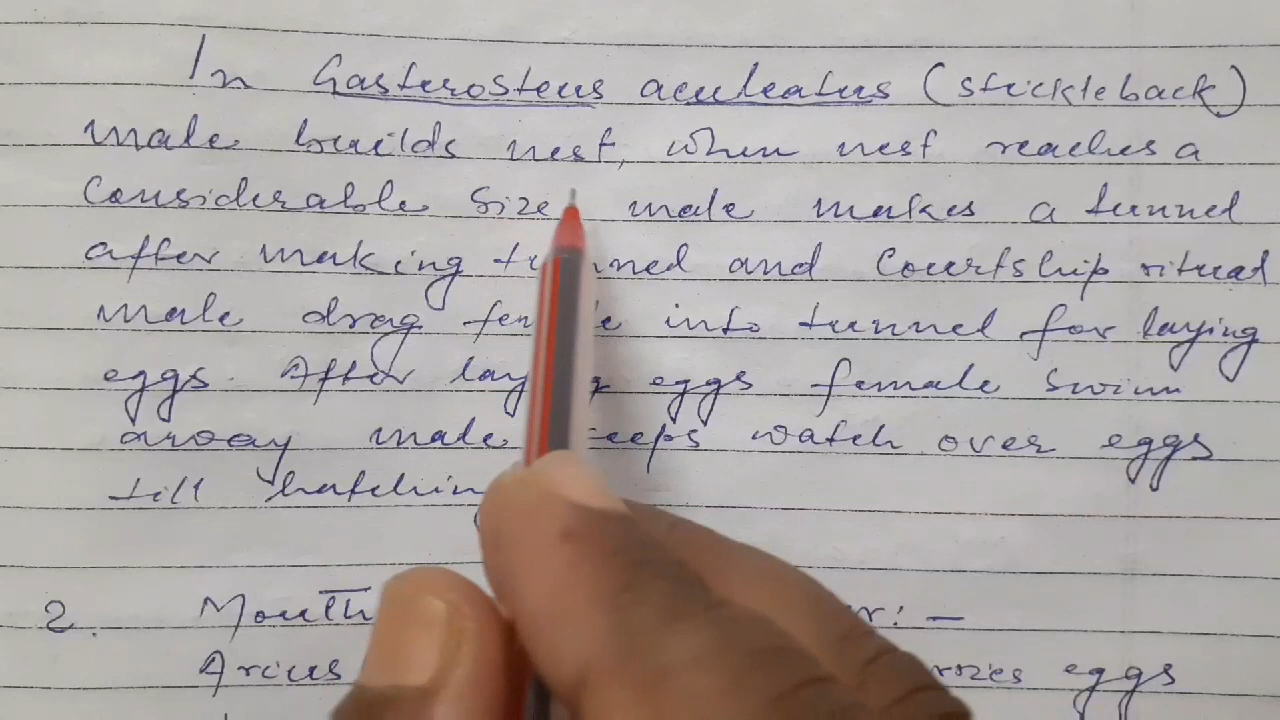 In Gasterosteus aculeatus (stickleback)
male builds nest, when nest reaches a
Considerable size male makes a tunnel
after making and Courtship ritual
male drag into tunnel for laying
eggs. After eggs female swim
away male over eggs watch
till
2. Mouth
Arius eggs